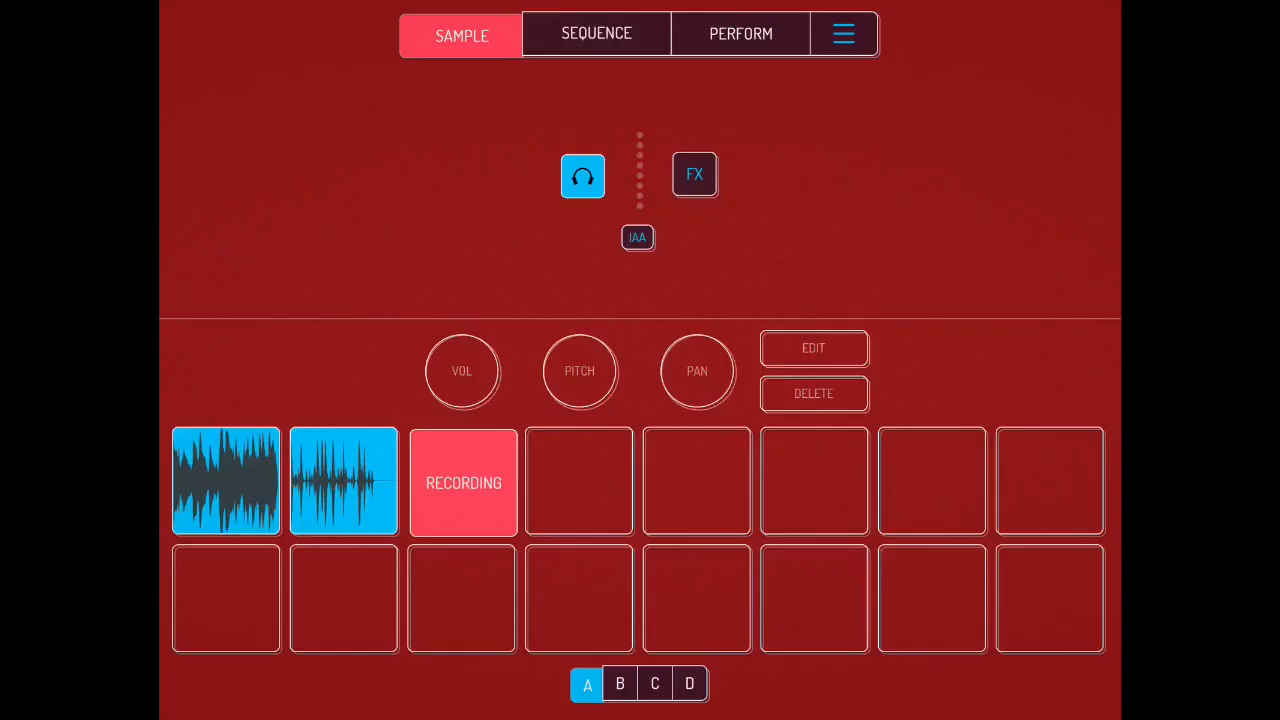 SAMPLE SEQUENCE PERFORM
FX
IAA
VOL PITCH PAN EDIT
DELETE
RECORDING
A B C D